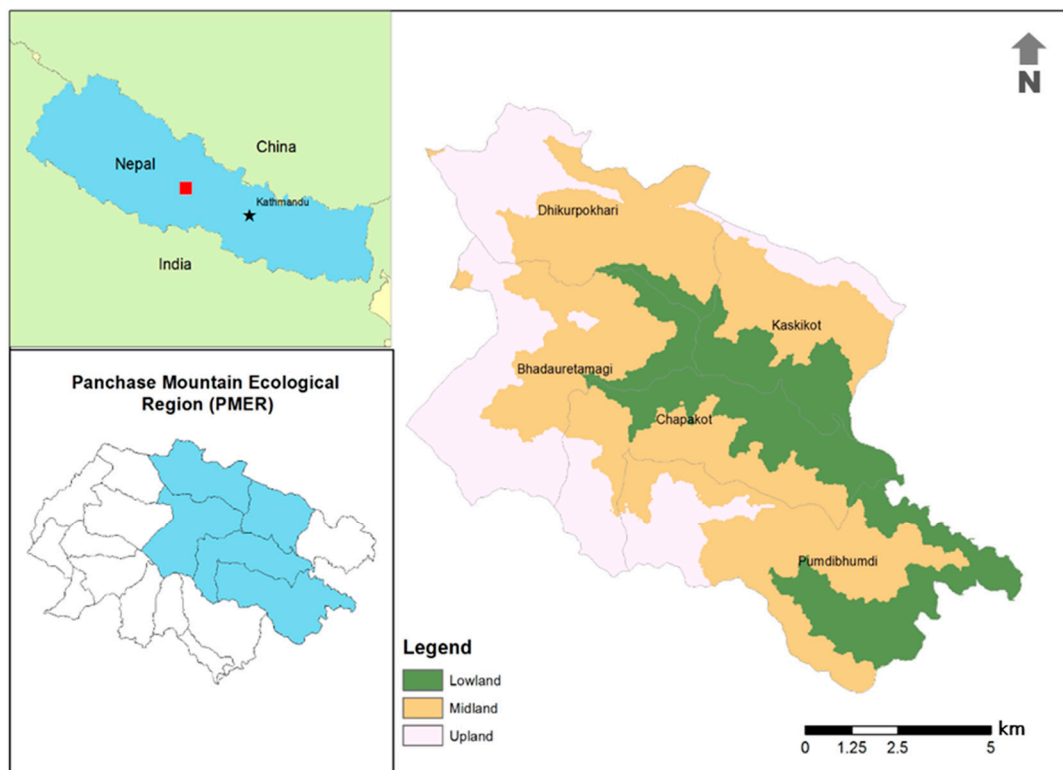 China
Nepal
Kathmandu
India
Panchase Mountain Ecological
Region (PMER)
N
Dhikurpokhari
Kaskikot
Bhadauretamagi
Chapakot
Pumdibhumdi
Legend
Lowland
Midland
Upland
km
0 1.25 2.5 5